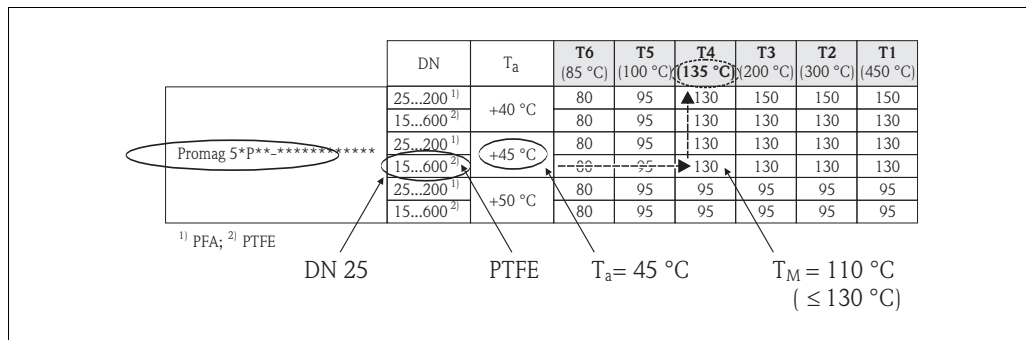 DN Ta T6 T5 T4 T3 T2 T1
(85 °C) (100 °C) (135 °C) (200 °C) (300 °C) (450 °C)
25...200 1) +40 °C 80 95 130 150 150 150
15...600 2) 80 95 130 130 130 130
Promag 5*P**-************ 25...200 1) +45 °C 80 95 130 130 130 130
15...600 2) 80 95 130 130 130 130
25...200 1) +50 °C 80 95 95 95 95 95
15...600 2) 80 95 95 95 95 95
1) PFA; 2) PTFE
DN 25 PTFE Ta= 45 °C TM = 110 °C
( ≤ 130 °C)